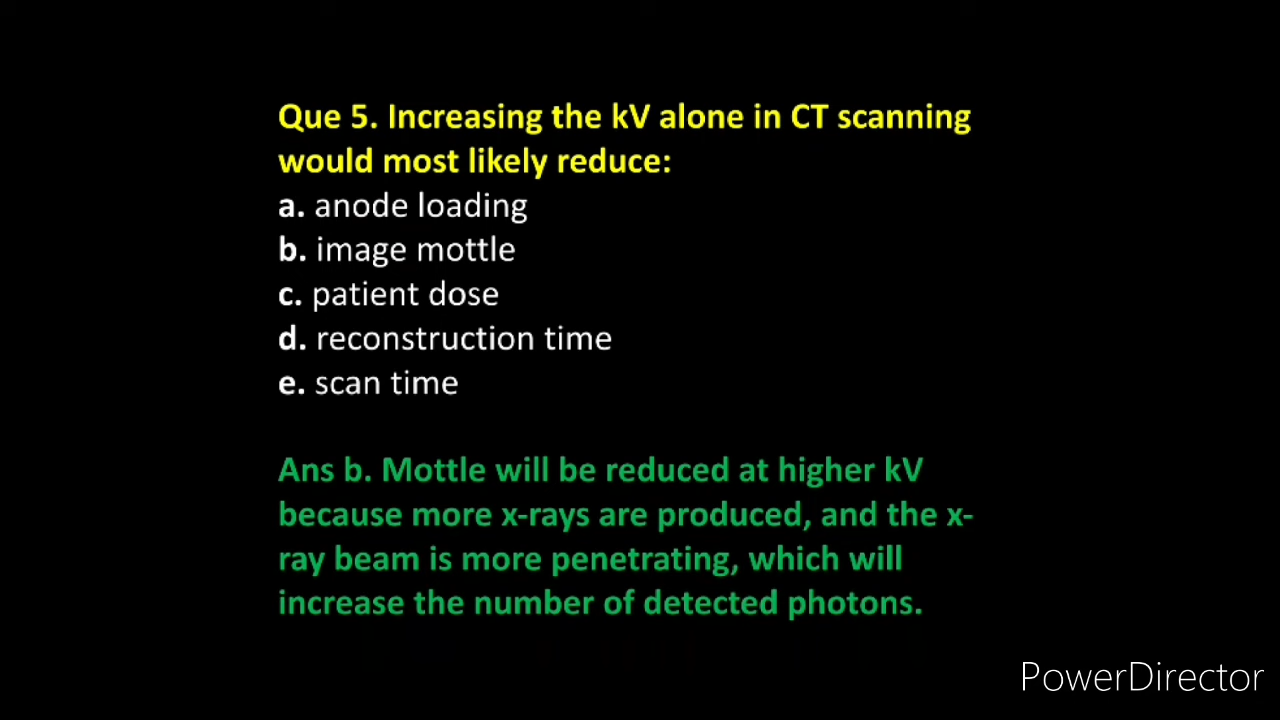 Que 5. Increasing the kV alone in CT scanning
would most likely reduce:
a. anode loading
b. image mottle
c. patient dose
d. reconstruction time
e. scan time
Ans b. Mottle will be reduced at higher kV
because more x-rays are produced, and the x-
ray beam is more penetrating, which will
increase the number of detected photons.
PowerDirector